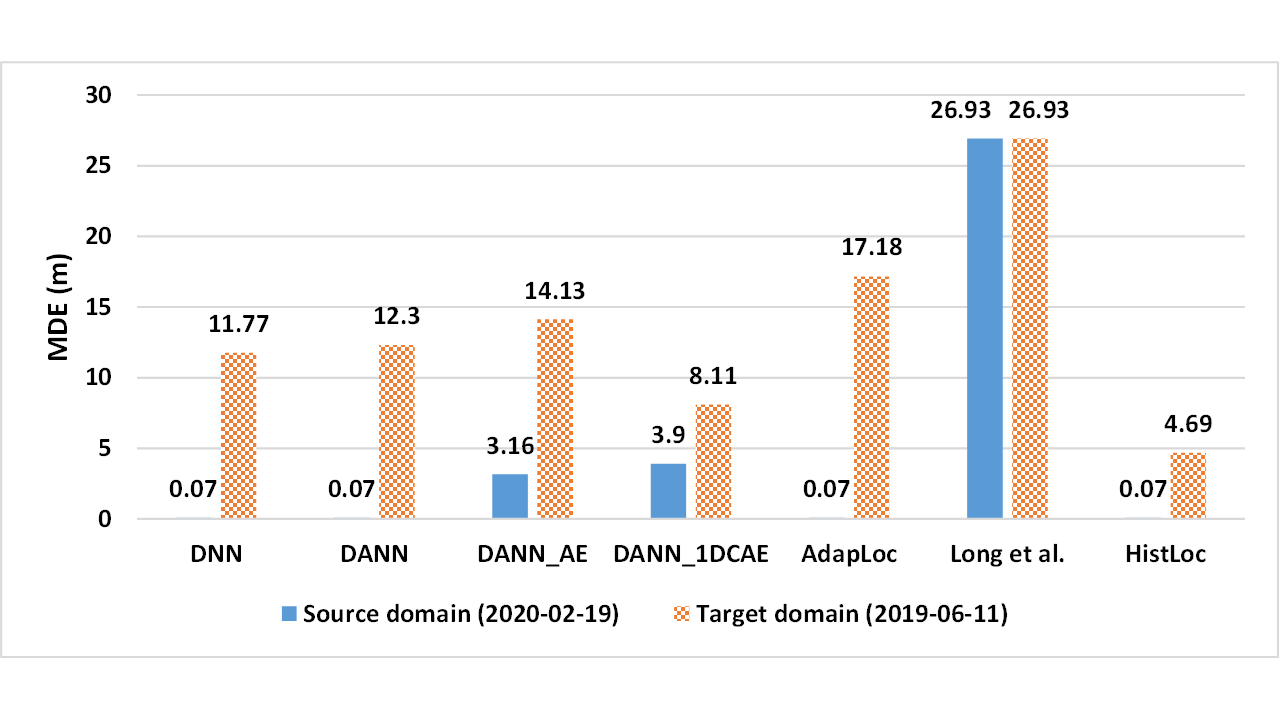 30
25
20
15
10
5
0
MDE (m)
0.07
11.77
0.07
12.3
3.16
14.13
3.9
8.11
0.07
17.18
26.93
26.93
0.07
4.69
DNN
DANN
DANN_AE
DANN_1DCAE
AdapLoc
Long et al.
HistLoc
Source domain (2020-02-19)
Target domain (2019-06-11)